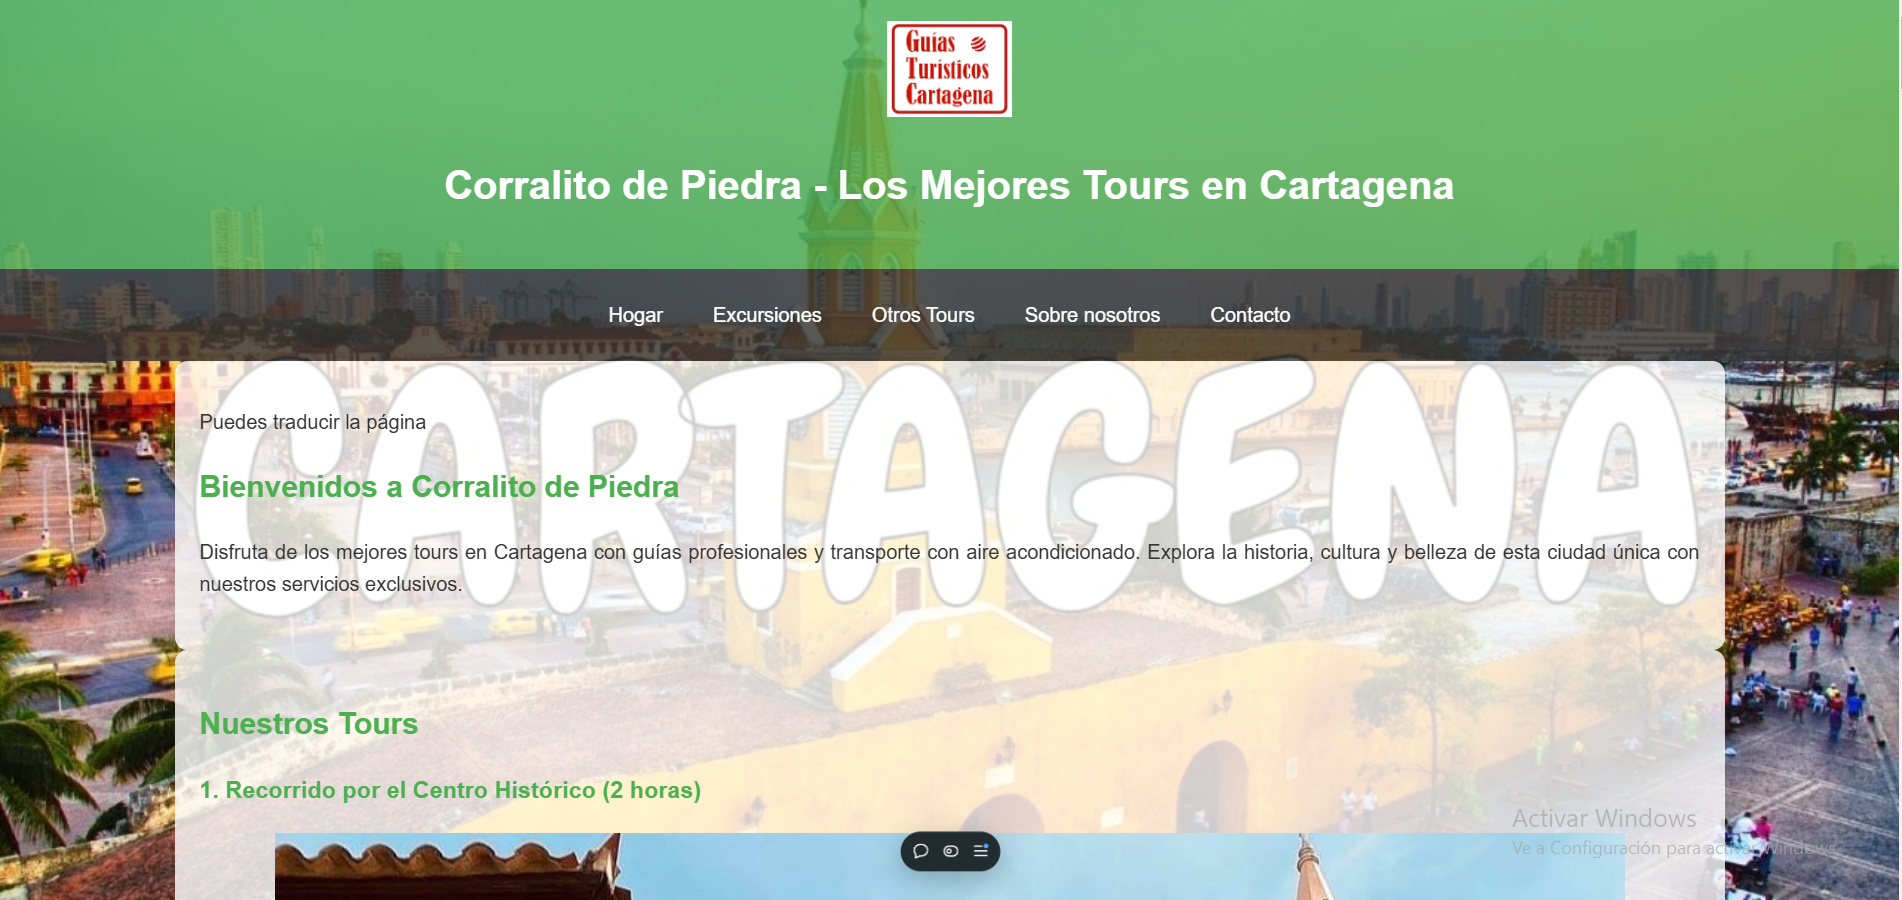 Guías
Turísticos
Cartagena
Corralito de Piedra - Los Mejores Tours en Cartagena
Hogar
Excursiones
Otros Tours
Sobre nosotros
Contacto
CARTAGENA
Puedes traducir la página
Bienvenidos a Corralito de Piedra
Disfruta de los mejores tours en Cartagena con guías profesionales y transporte con aire acondicionado. Explora la historia, cultura y belleza de esta ciudad única con
nuestros servicios exclusivos.
Nuestros Tours
1. Recorrido por el Centro Histórico (2 horas)
Activar Windows
Ve a Configuración para activar Windows.